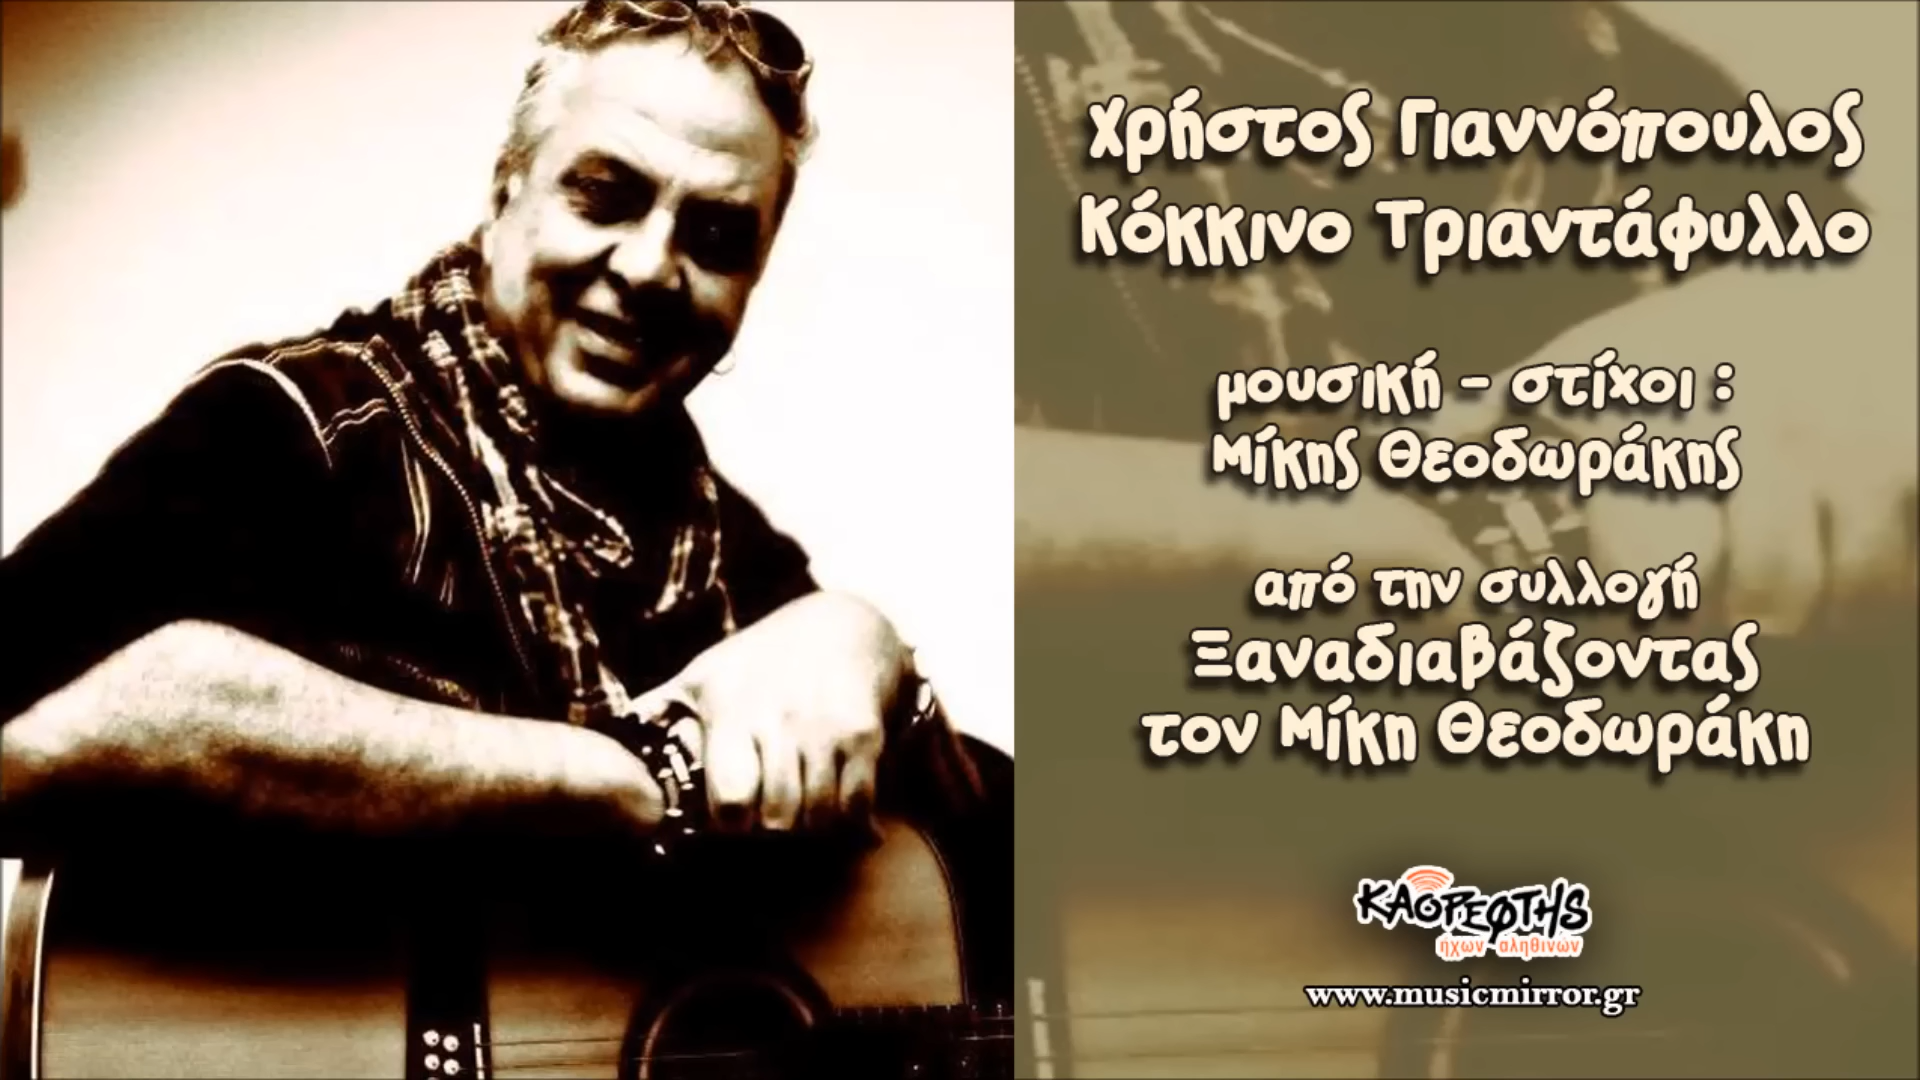 Χρήστος Γιαννόπουλος
Κόκκινο Τριαντάφυλλο
μουσική - στίχοι :
Μίκης Θεοδωράκης
από την συλλογή
Ξαναδιαβάζοντας
τον Μίκη Θεοδωράκη
ΚΑΘΡΕΦΤΗS
ήχων αληθινών
www.musicmirror.gr